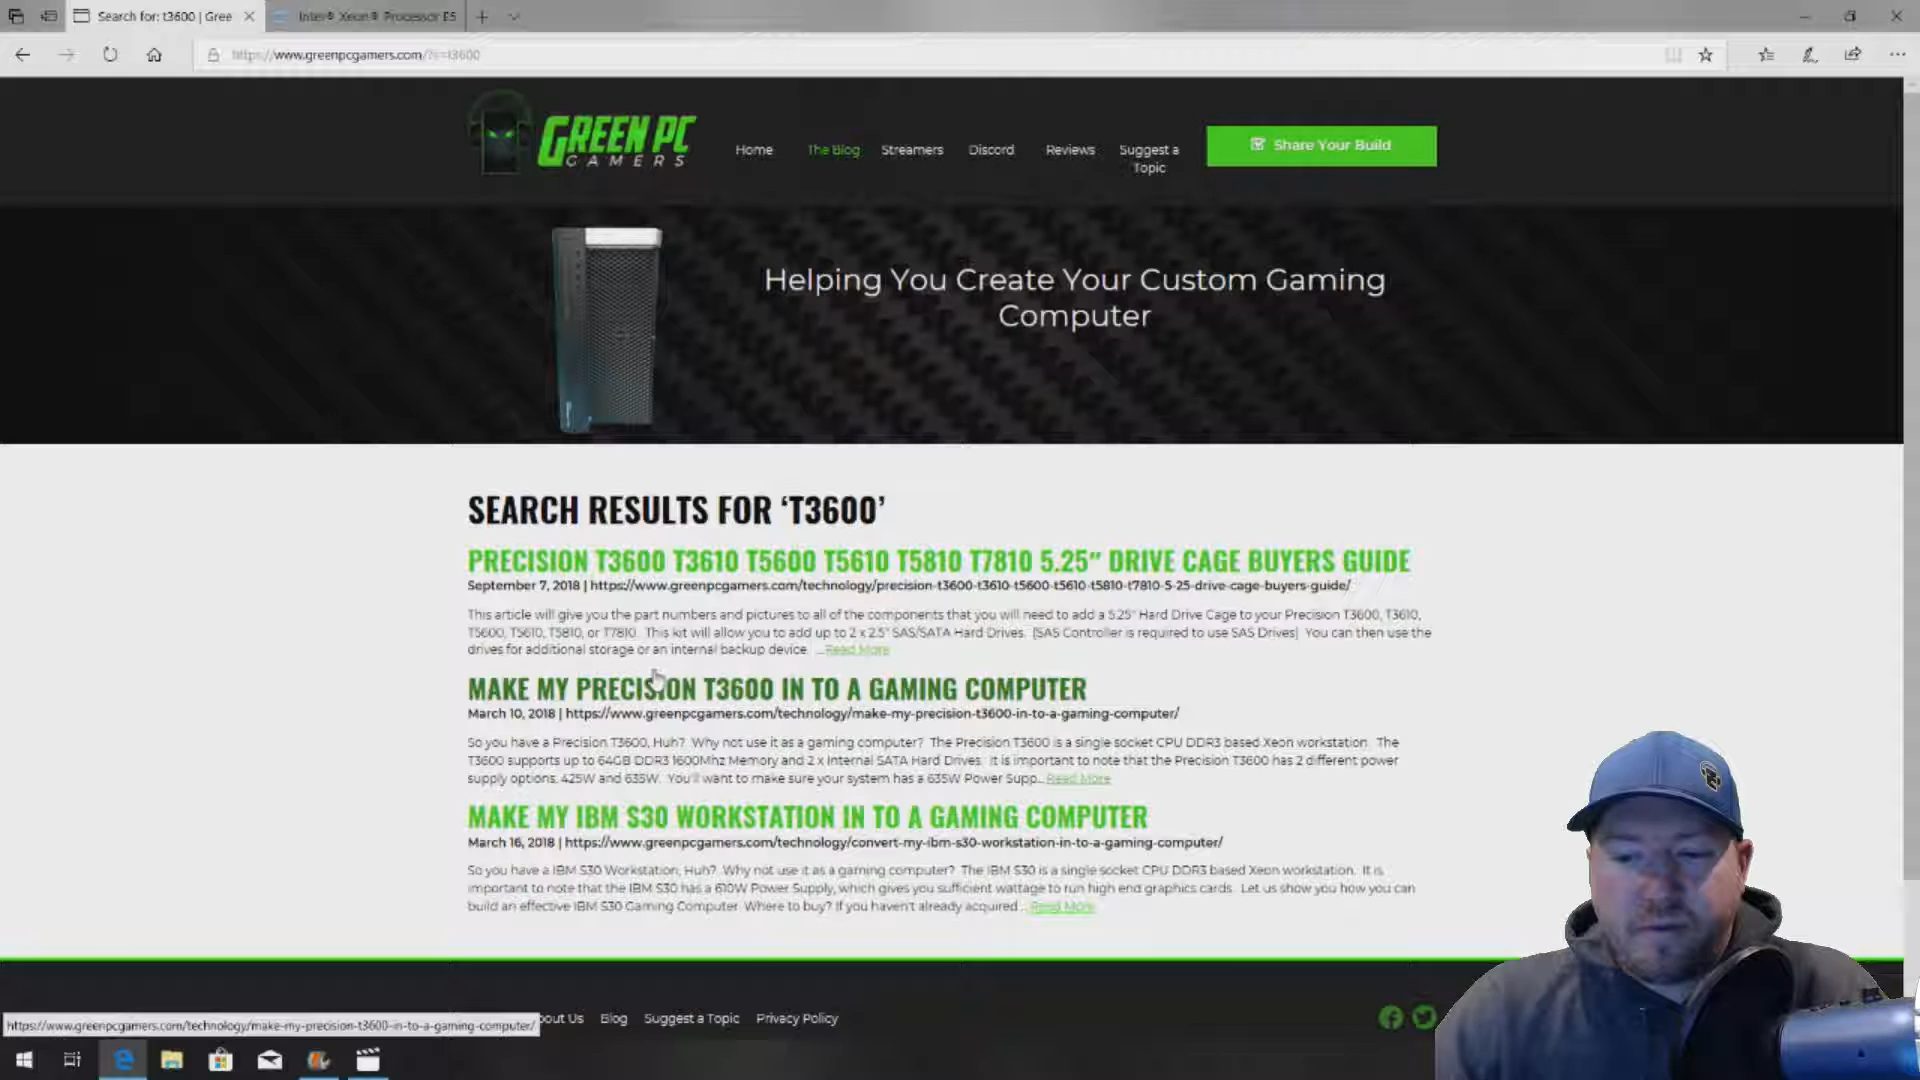 Search for: t3600 | Gree
Intel® Xeon® Processor E5
https://www.greenpcgamers.com/?s=t3600
GREEN PC
GAMERS
Home
The Blog
Streamers
Discord
Reviews
Suggest a
Topic
Share Your Build
Helping You Create Your Custom Gaming
Computer
SEARCH RESULTS FOR ‘T3600’
PRECISION T3600 T3610 T5600 T5610 T5810 T7810 5.25″ DRIVE CAGE BUYERS GUIDE
September 7, 2018 | https://www.greenpcgamers.com/technology/precision-t3600-t3610-t5600-t5610-t5810-t7810-5-25-drive-cage-buyers-guide/
This article will give you the part numbers and pictures to all of the components that you will need to add a 5.25" Hard Drive Cage to your Precision T3600, T3610,
T5600, T5610, T5810, or T7810. This kit will allow you to add up to 2 x 2.5" SAS/SATA Hard Drives. [SAS Controller is required to use SAS Drives] You can then use the
drives for additional storage or an internal backup device. ...Read More
MAKE MY PRECISION T3600 IN TO A GAMING COMPUTER
March 10, 2018 | https://www.greenpcgamers.com/technology/make-my-precision-t3600-in-to-a-gaming-computer/
So you have a Precision T3600, Huh? Why not use it as a gaming computer? The Precision T3600 is a single socket CPU DDR3 based Xeon workstation. The
T3600 supports up to 64GB DDR3 1600Mhz Memory and 2 x Internal SATA Hard Drives. It is important to note that the Precision T3600 has 2 different power
supply options, 425W and 635W. You'll want to make sure your system has a 635W Power Supp...Read More
MAKE MY IBM S30 WORKSTATION IN TO A GAMING COMPUTER
March 16, 2018 | https://www.greenpcgamers.com/technology/convert-my-ibm-s30-workstation-in-to-a-gaming-computer/
So you have a IBM S30 Workstation, Huh? Why not use it as a gaming computer? The IBM S30 is a single socket CPU DDR3 based Xeon workstation. It is
important to note that the IBM S30 has a 610W Power Supply, which gives you sufficient wattage to run high end graphics cards. Let us show you how you can
build an effective IBM S30 Gaming Computer. Where to buy? If you haven't already acquired ...Read More
bout Us
Blog
Suggest a Topic
Privacy Policy
https://www.greenpcgamers.com/technology/make-my-precision-t3600-in-to-a-gaming-computer/